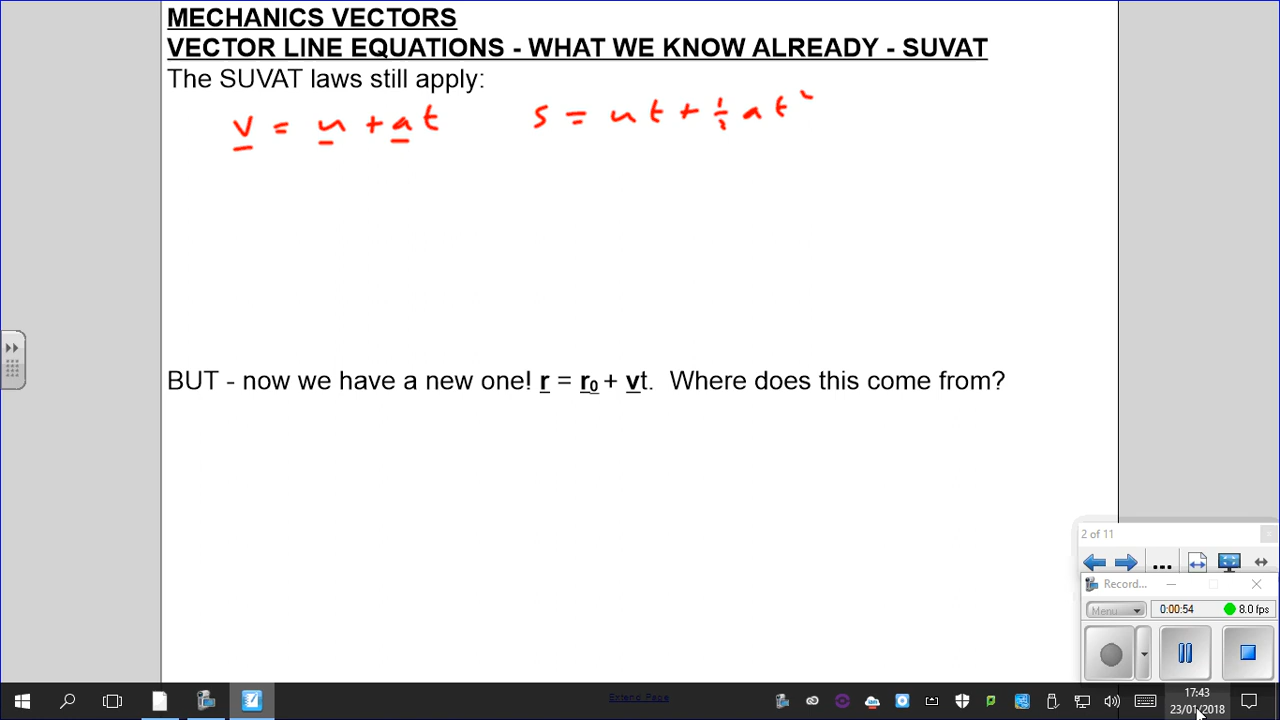 MECHANICS VECTORS
VECTOR LINE EQUATIONS - WHAT WE KNOW ALREADY - SUVAT
The SUVAT laws still apply:
v = u + at s = ut + ½at²
BUT - now we have a new one! r = r₀ + vt. Where does this come from?
2 of 11
...
Record...
Menu
0:00:54
8.0 fps
Extend Page
17:43
23/01/2018